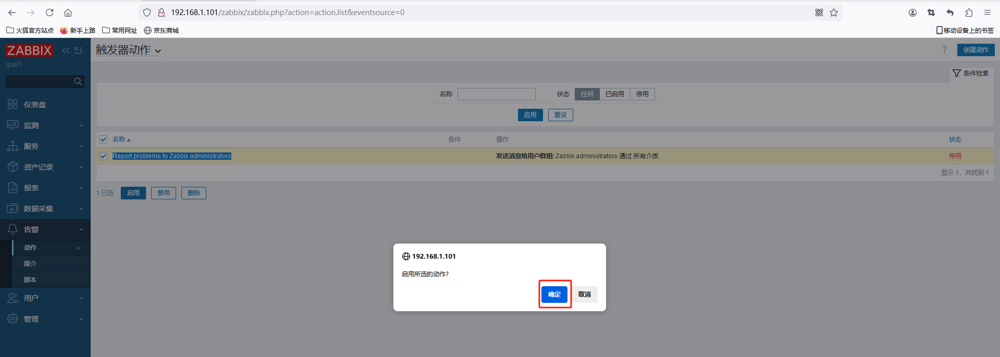 192.168.1.101/zabbix/zabbix.php?action=action.list&eventsource=0
火狐官方站点 新手上路 常用网址 京东商城 移动设备上的书签
ZABBIX
ipa01
触发器动作
? 创建动作
条件检索
名称 状态 任何 已启用 停用
应用 重设
名称 条件 操作 状态
Report problems to Zabbix administrators 发送消息给用户群组: Zabbix administrators 通过 所有介质 停用
显示 1，共找到 1
1 已选 启用 禁用 删除
仪表盘
监测
服务
资产记录
报表
数据采集
告警
动作
媒介
脚本
用户
管理
192.168.1.101
启用所选的动作?
确定 取消